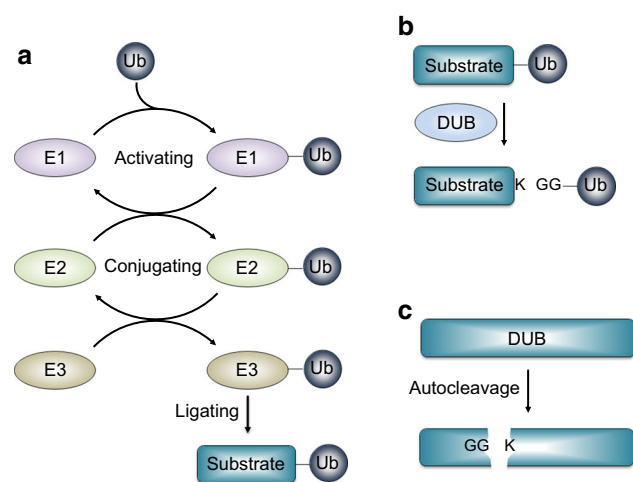 a
Ub
E1 Activating E1 Ub
E2 Conjugating E2 Ub
E3 E3 Ub
Ligating
Substrate Ub
b
Substrate Ub
DUB
Substrate K GG Ub
c
DUB
Autocleavage
GG K